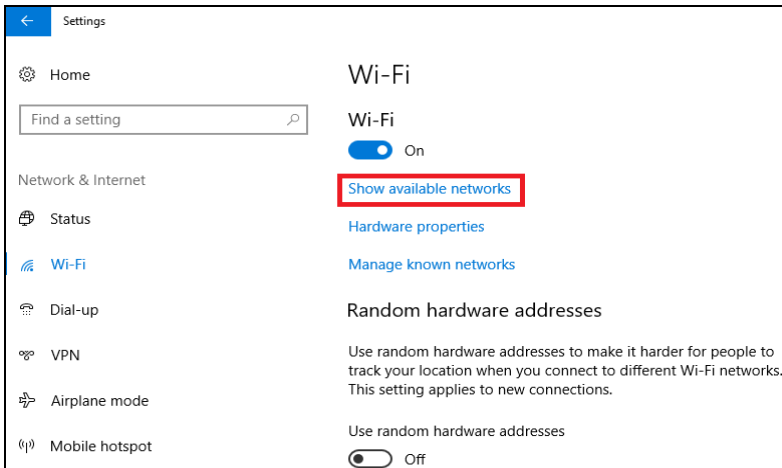 Settings
Home
Find a setting
Network & Internet
Status
Wi-Fi
Dial-up
VPN
Airplane mode
Mobile hotspot
Wi-Fi
Wi-Fi
On
Show available networks
Hardware properties
Manage known networks
Random hardware addresses
Use random hardware addresses to make it harder for people to
track your location when you connect to different Wi-Fi networks.
This setting applies to new connections.
Use random hardware addresses
Off